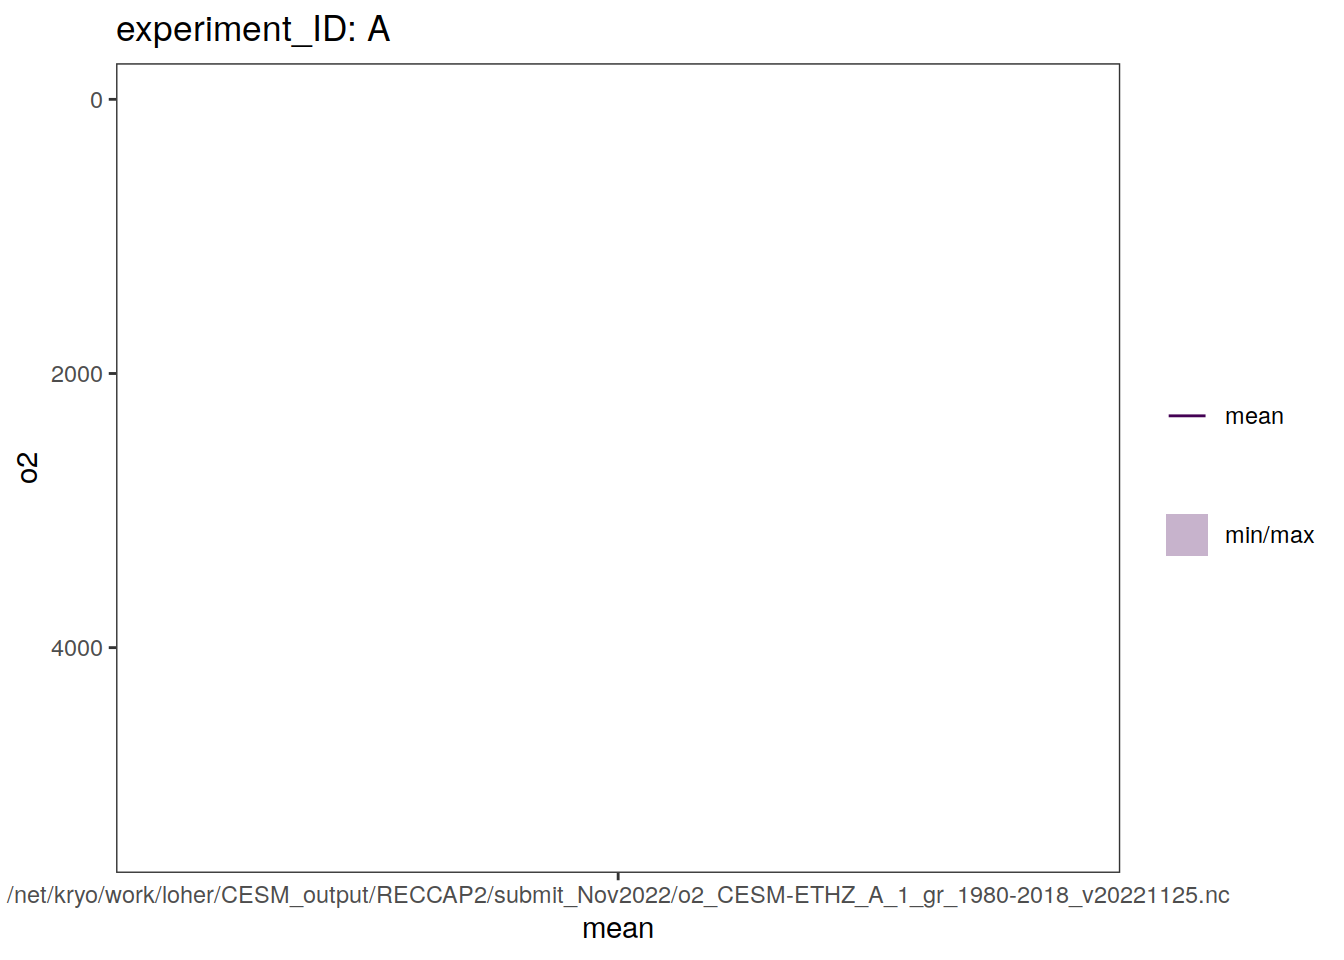 experiment_ID: A
0
2000
4000
o2
mean
min/max
/net/kryo/work/loher/CESM_output/RECCAP2/submit_Nov2022/o2_CESM-ETHZ_A_1_gr_1980-2018_v20221125.nc
mean